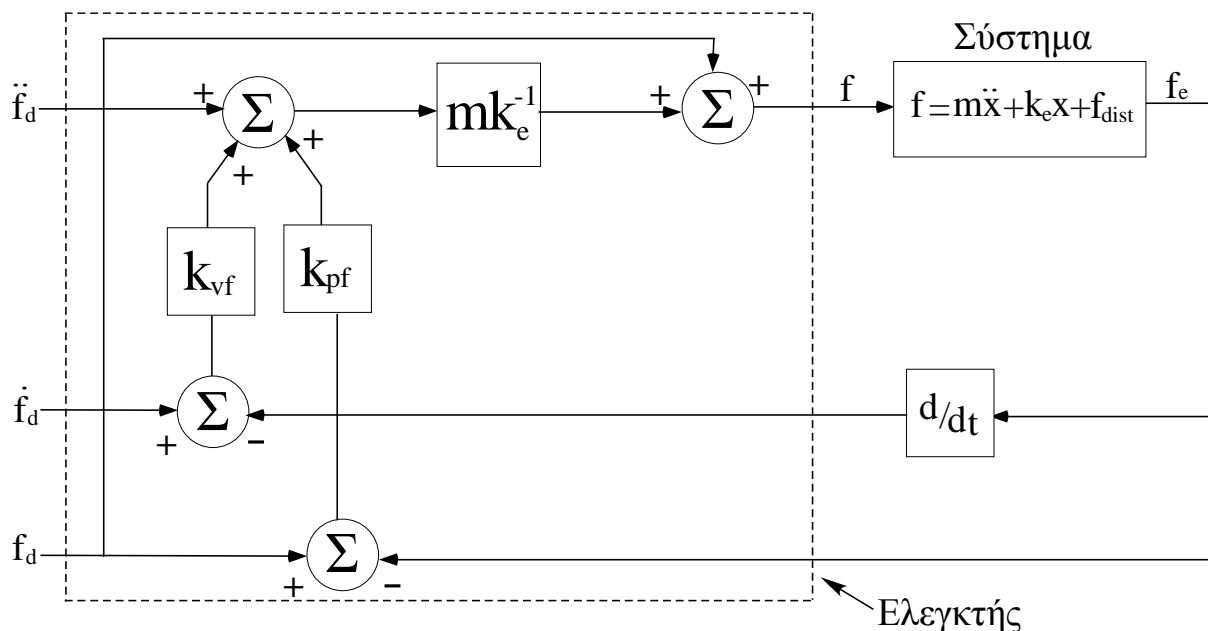 Σύστημα
f̈d
+
Σ
+
+
mkₑ⁻¹
+
Σ
+
f
f=mẍ+kₑx+fdist
fₑ
kvf
kpf
ḟd
+
Σ
-
d/dt
fd
+
Σ
-
Ελεγκτής